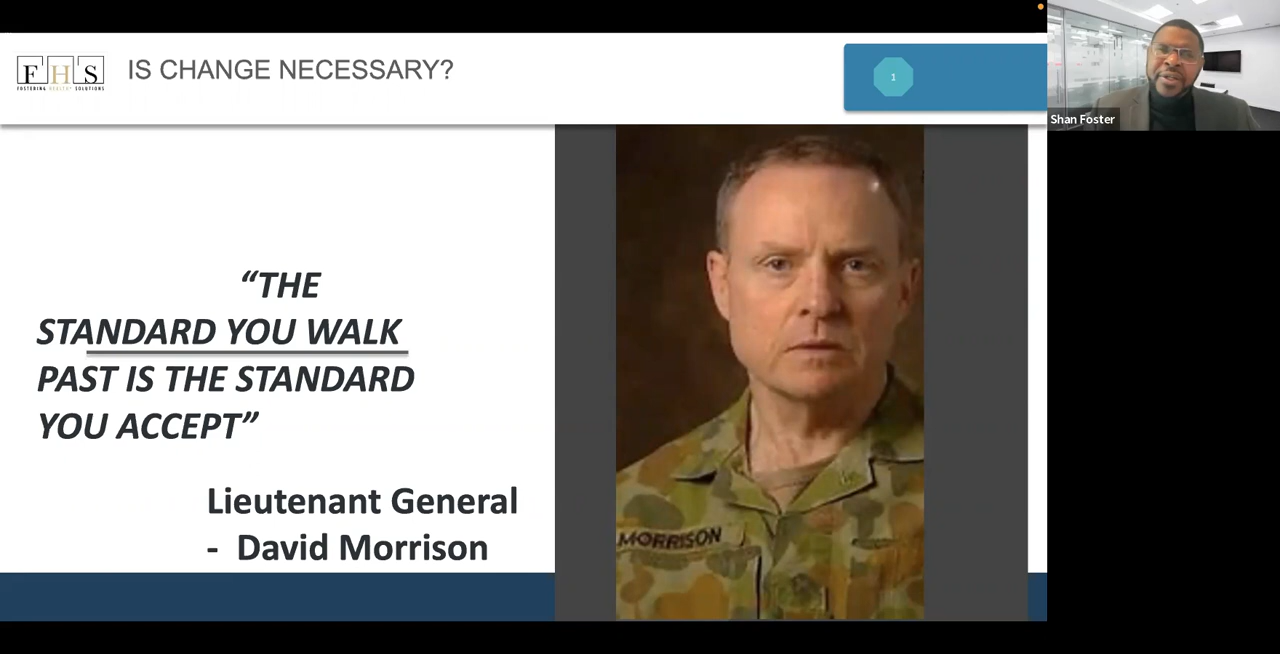 FHS
FOSTERING HEALTHY SOLUTIONS
IS CHANGE NECESSARY?
1
Shan Foster
“THE
STANDARD YOU WALK
PAST IS THE STANDARD
YOU ACCEPT”
Lieutenant General
- David Morrison
MORRISON